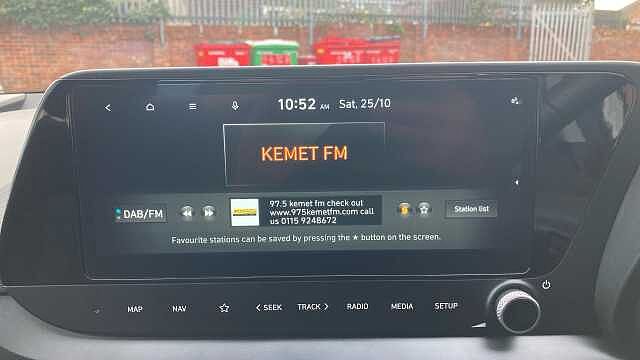 10:52 AM Sat, 25/10
KEMET FM
DAB/FM
97.5 kemet fm check out
www.975kemetfm.com call
us 0115 9248672
Station list
Favourite stations can be saved by pressing the ★ button on the screen.
MAP NAV SEEK TRACK RADIO MEDIA SETUP